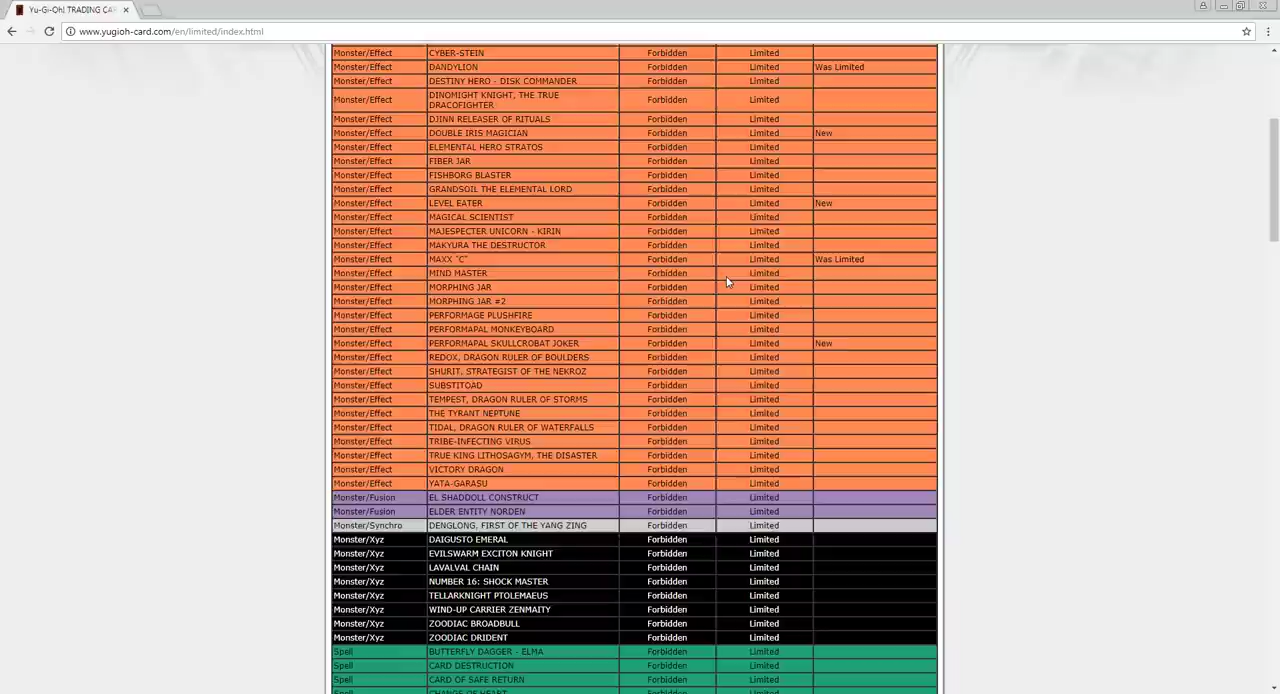 Yu-Gi-Oh! TRADING CA
www.yugioh-card.com/en/limited/index.html
Monster/Effect CYBER-STEIN Forbidden Limited
Monster/Effect DANDYLION Forbidden Limited Was Limited
Monster/Effect DESTINY HERO - DISK COMMANDER Forbidden Limited
Monster/Effect DINOMIGHT KNIGHT, THE TRUE DRACOFIGHTER Forbidden Limited
Monster/Effect DJINN RELEASER OF RITUALS Forbidden Limited
Monster/Effect DOUBLE IRIS MAGICIAN Forbidden Limited New
Monster/Effect ELEMENTAL HERO STRATOS Forbidden Limited
Monster/Effect FIBER JAR Forbidden Limited
Monster/Effect FISHBORG BLASTER Forbidden Limited
Monster/Effect GRANDSOIL THE ELEMENTAL LORD Forbidden Limited
Monster/Effect LEVEL EATER Forbidden Limited New
Monster/Effect MAGICAL SCIENTIST Forbidden Limited
Monster/Effect MAJESPECTER UNICORN - KIRIN Forbidden Limited
Monster/Effect MAKYURA THE DESTRUCTOR Forbidden Limited
Monster/Effect MAXX "C" Forbidden Limited Was Limited
Monster/Effect MIND MASTER Forbidden Limited
Monster/Effect MORPHING JAR Forbidden Limited
Monster/Effect MORPHING JAR #2 Forbidden Limited
Monster/Effect PERFORMAGE PLUSHFIRE Forbidden Limited
Monster/Effect PERFORMAPAL MONKEYBOARD Forbidden Limited
Monster/Effect PERFORMAPAL SKULLCROBAT JOKER Forbidden Limited New
Monster/Effect REDOX, DRAGON RULER OF BOULDERS Forbidden Limited
Monster/Effect SHURIT, STRATEGIST OF THE NEKROZ Forbidden Limited
Monster/Effect SUBSTITOAD Forbidden Limited
Monster/Effect TEMPEST, DRAGON RULER OF STORMS Forbidden Limited
Monster/Effect THE TYRANT NEPTUNE Forbidden Limited
Monster/Effect TIDAL, DRAGON RULER OF WATERFALLS Forbidden Limited
Monster/Effect TRIBE-INFECTING VIRUS Forbidden Limited
Monster/Effect TRUE KING LITHOSAGYM, THE DISASTER Forbidden Limited
Monster/Effect VICTORY DRAGON Forbidden Limited
Monster/Effect YATA-GARASU Forbidden Limited
Monster/Fusion EL SHADDOLL CONSTRUCT Forbidden Limited
Monster/Fusion ELDER ENTITY NORDEN Forbidden Limited
Monster/Synchro DENGLONG, FIRST OF THE YANG ZING Forbidden Limited
Monster/Xyz DAIGUSTO EMERAL Forbidden Limited
Monster/Xyz EVILSWARM EXCITON KNIGHT Forbidden Limited
Monster/Xyz LAVALVAL CHAIN Forbidden Limited
Monster/Xyz NUMBER 16: SHOCK MASTER Forbidden Limited
Monster/Xyz TELLARKNIGHT PTOLEMAEUS Forbidden Limited
Monster/Xyz WIND-UP CARRIER ZENMAITY Forbidden Limited
Monster/Xyz ZOODIAC BROADBULL Forbidden Limited
Monster/Xyz ZOODIAC DRIDENT Forbidden Limited
Spell BUTTERFLY DAGGER - ELMA Forbidden Limited
Spell CARD DESTRUCTION Forbidden Limited
Spell CARD OF SAFE RETURN Forbidden Limited
Spell CHANGE OF HEART Forbidden Limited